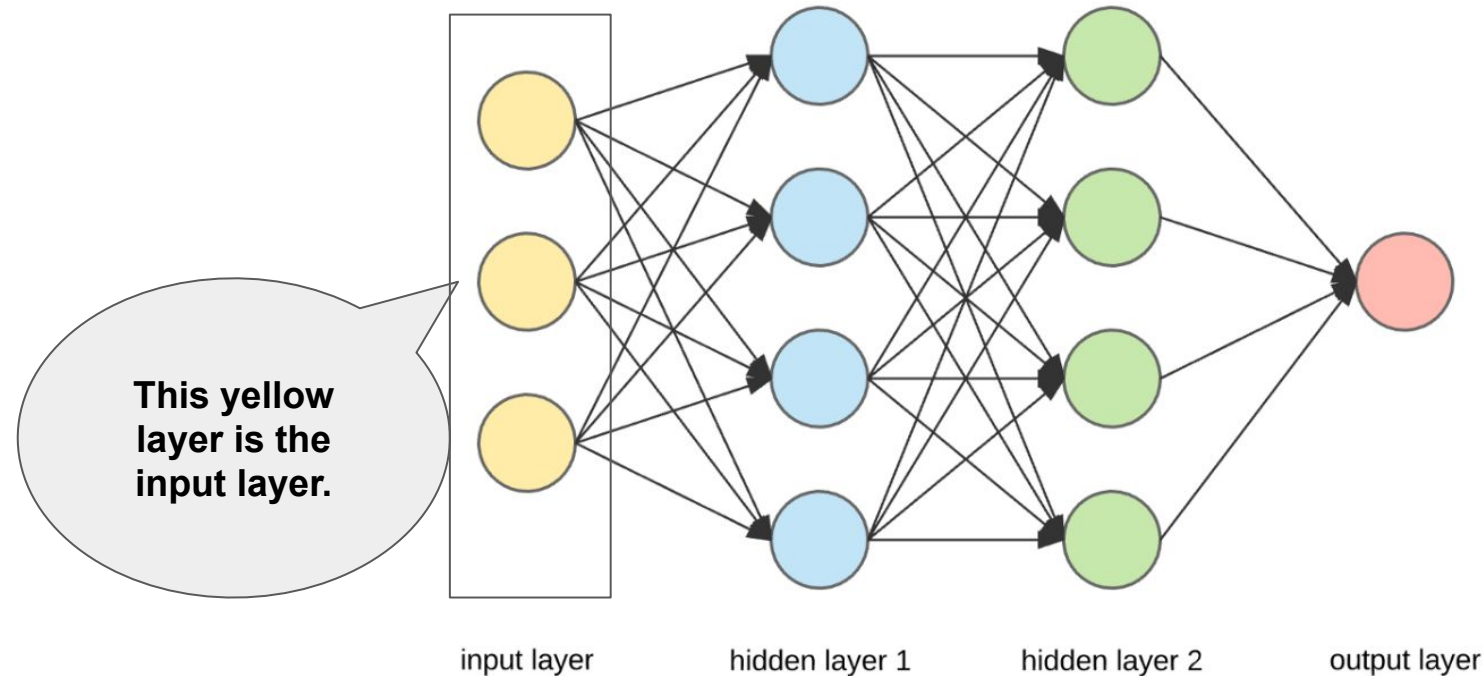 This yellow
layer is the
input layer.
input layer
hidden layer 1
hidden layer 2
output layer